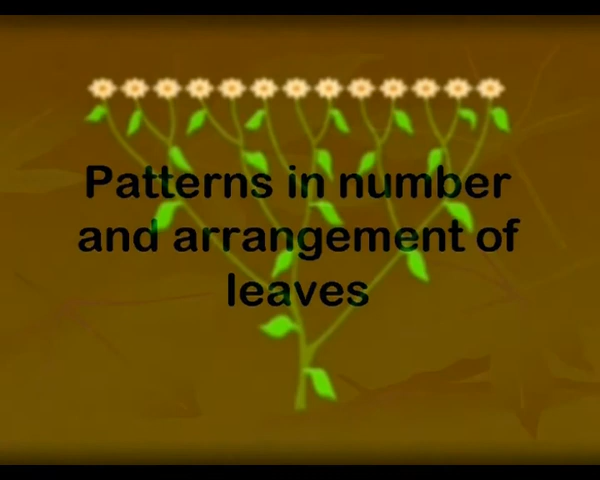 Patterns in number
and arrangement of
leaves